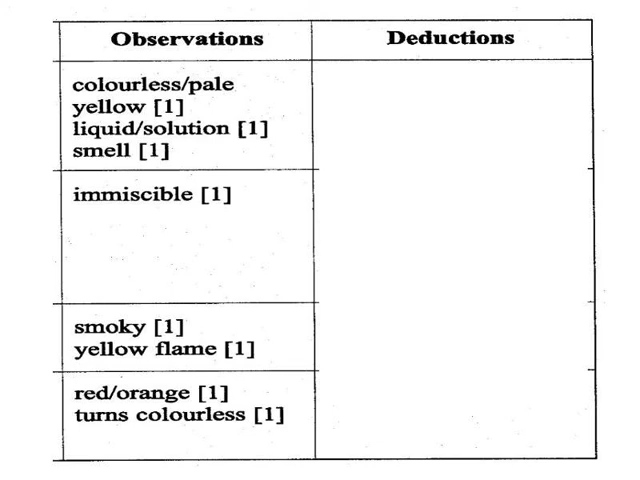 Observations
Deductions
colourless/pale
yellow [1]
liquid/solution [1]
smell [1]
immiscible [1]
smoky [1]
yellow flame [1]
red/orange [1]
turns colourless [1]